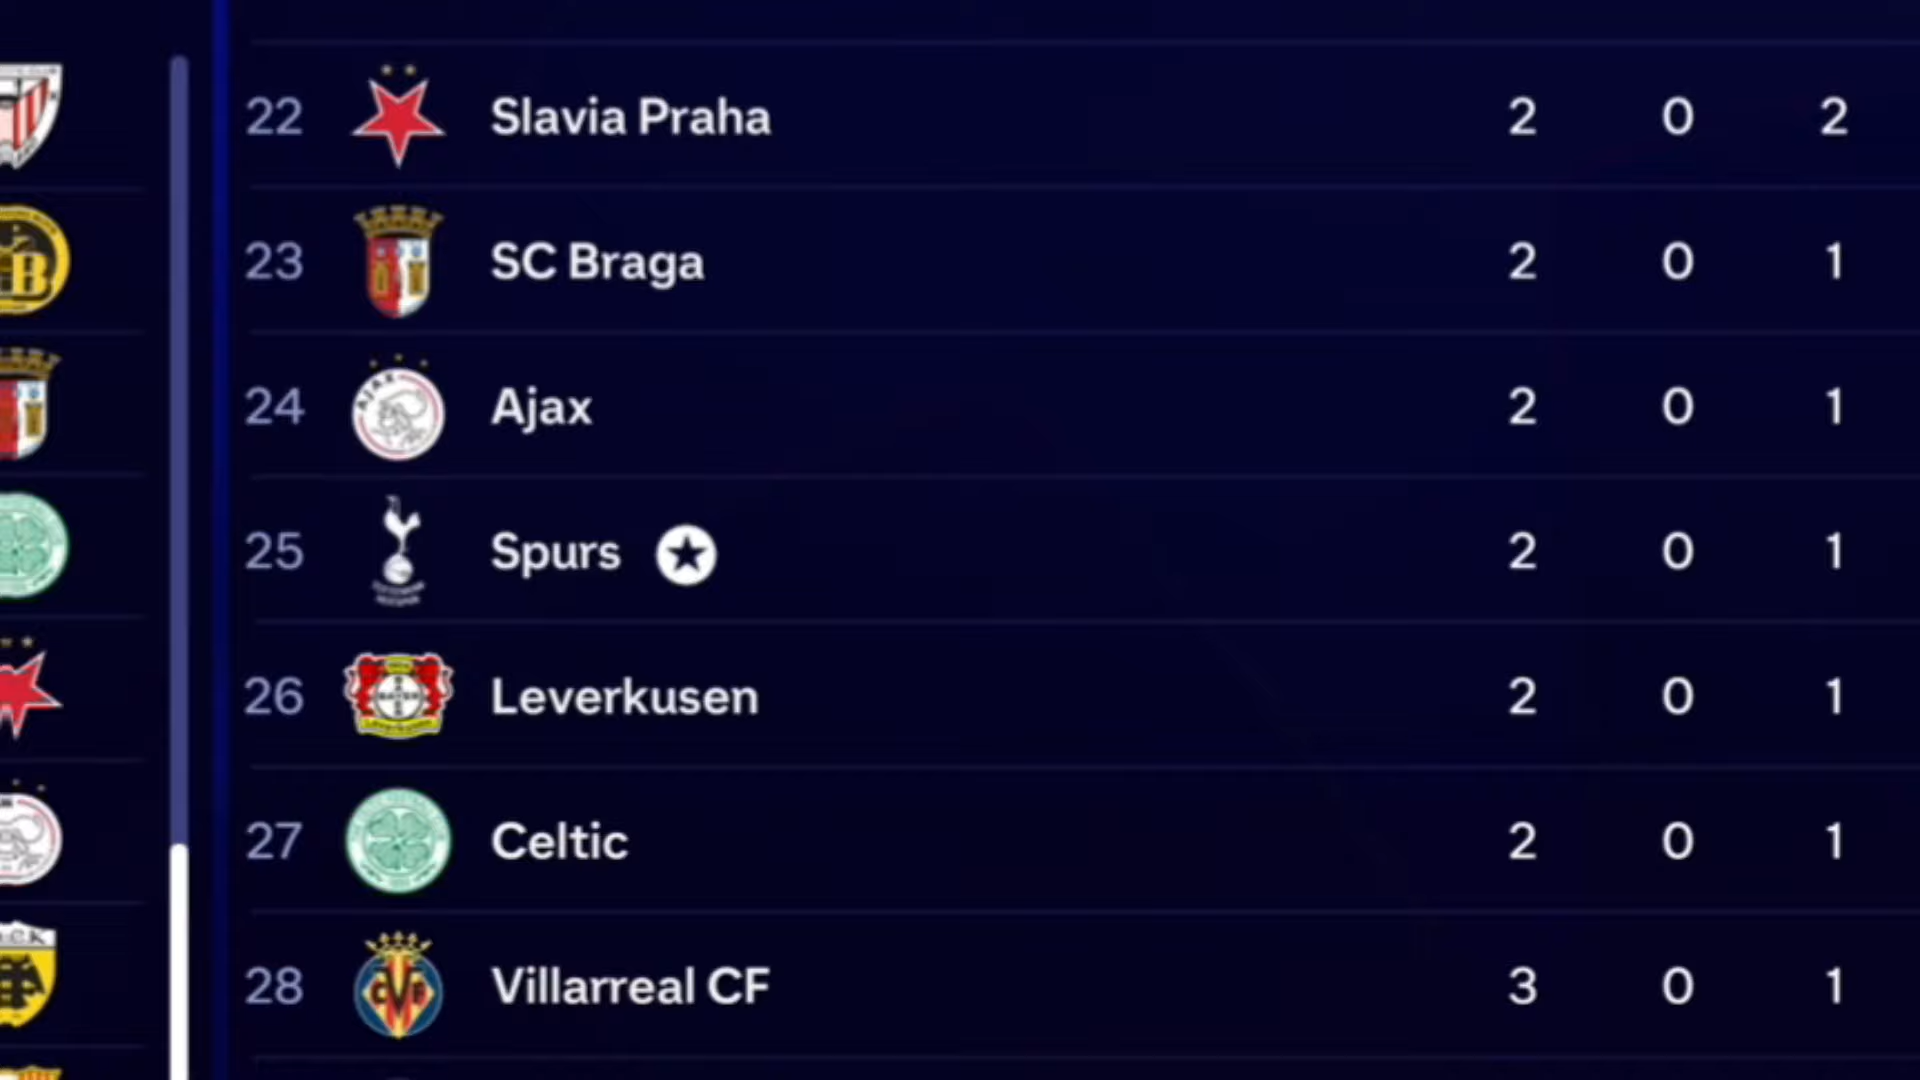 22 Slavia Praha 2 0 2
23 SC Braga 2 0 1
24 Ajax 2 0 1
25 Spurs 2 0 1
26 Leverkusen 2 0 1
27 Celtic 2 0 1
28 Villarreal CF 3 0 1